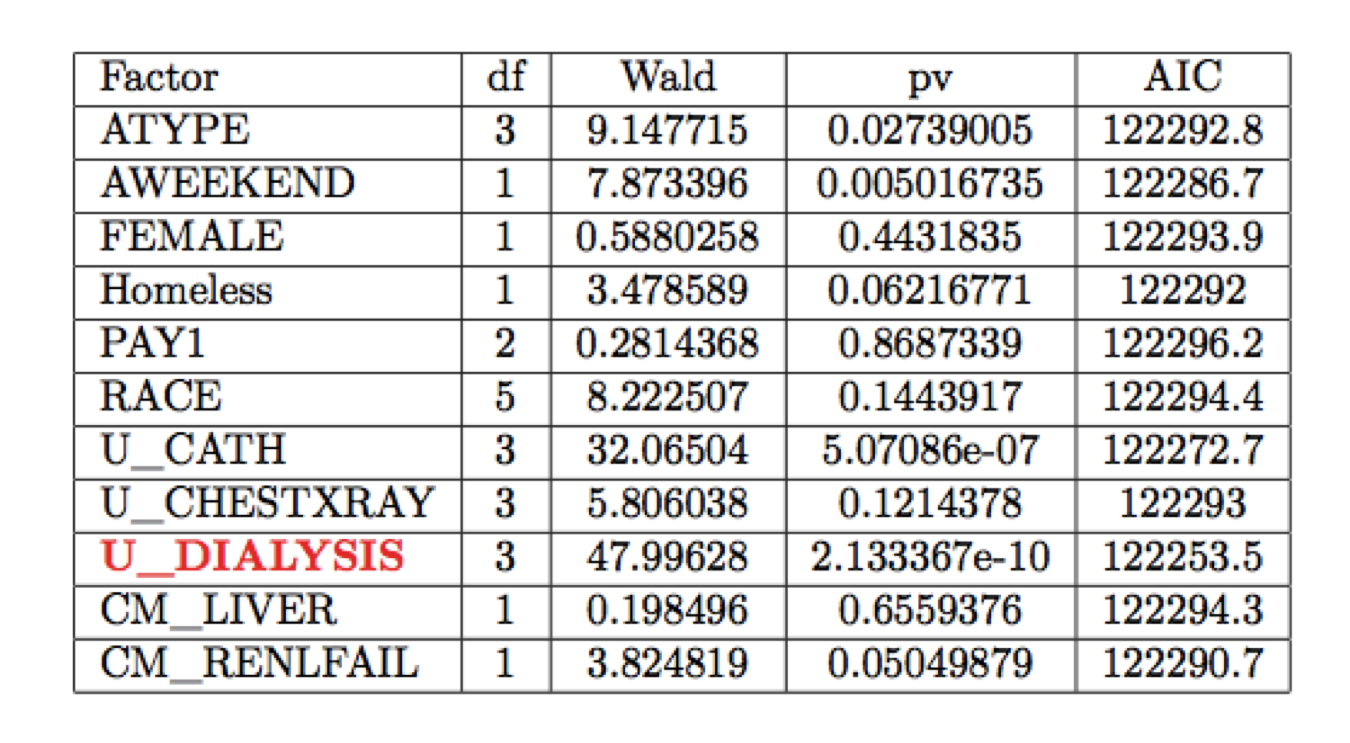 Factor df Wald pv AIC
ATYPE 3 9.147715 0.02739005 122292.8
AWEEKEND 1 7.873396 0.005016735 122286.7
FEMALE 1 0.5880258 0.4431835 122293.9
Homeless 1 3.478589 0.06216771 122292
PAY1 2 0.2814368 0.8687339 122296.2
RACE 5 8.222507 0.1443917 122294.4
U_CATH 3 32.06504 5.07086e-07 122272.7
U_CHESTXRAY 3 5.806038 0.1214378 122293
U_DIALYSIS 3 47.99628 2.133367e-10 122253.5
CM_LIVER 1 0.198496 0.6559376 122294.3
CM_RENLFAIL 1 3.824819 0.05049879 122290.7